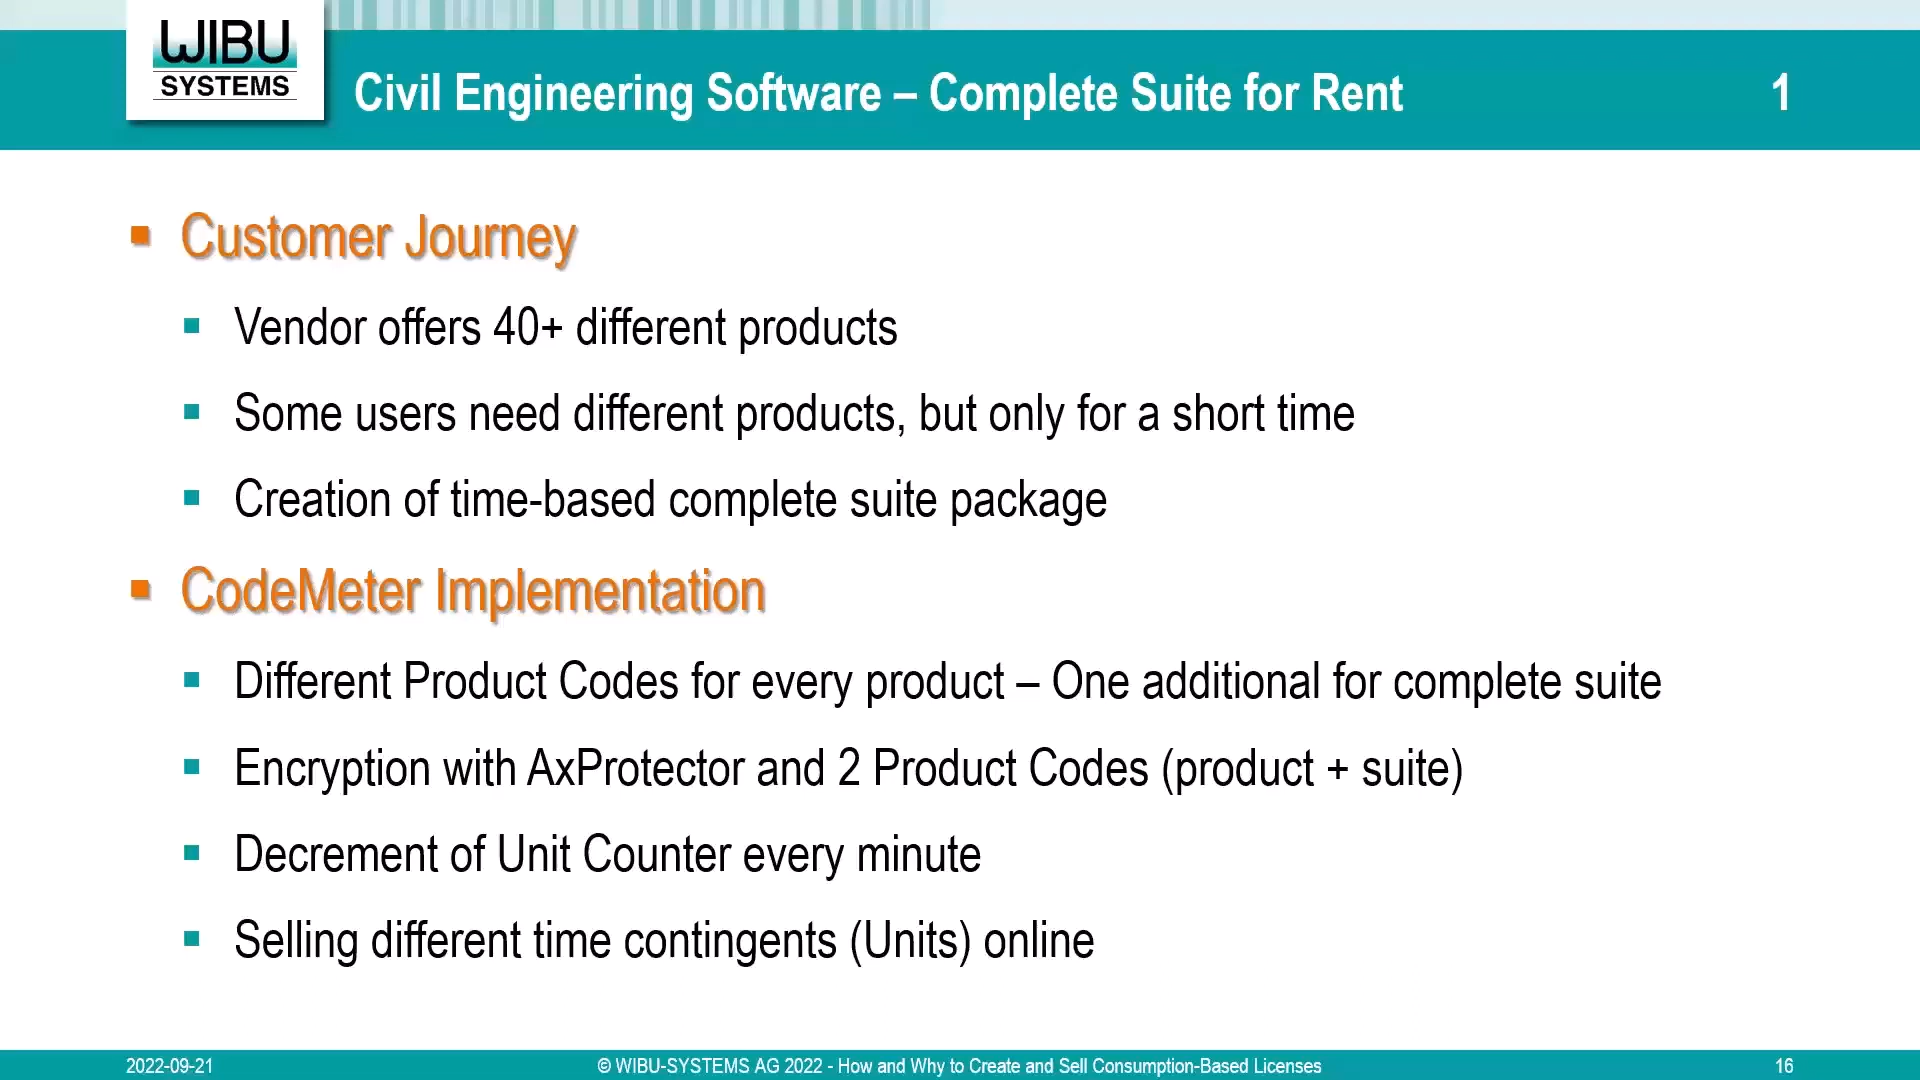 WIBU
SYSTEMS
Civil Engineering Software – Complete Suite for Rent
1
Customer Journey
Vendor offers 40+ different products
Some users need different products, but only for a short time
Creation of time-based complete suite package
CodeMeter Implementation
Different Product Codes for every product – One additional for complete suite
Encryption with AxProtector and 2 Product Codes (product + suite)
Decrement of Unit Counter every minute
Selling different time contingents (Units) online
2022-09-21
© WIBU-SYSTEMS AG 2022 - How and Why to Create and Sell Consumption-Based Licenses
16